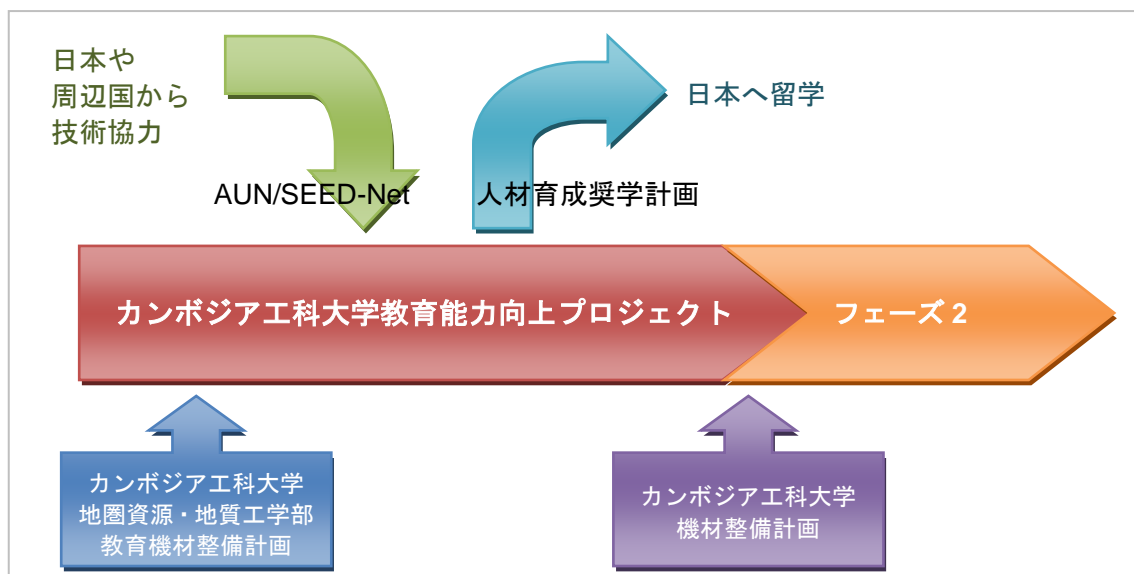 日本や
周辺国から
技術協力
日本へ留学
AUN/SEED-Net
人材育成奨学計画
カンボジア工科大学教育能力向上プロジェクト
フェーズ 2
カンボジア工科大学
地圏資源・地質工学部
教育機材整備計画
カンボジア工科大学
機材整備計画